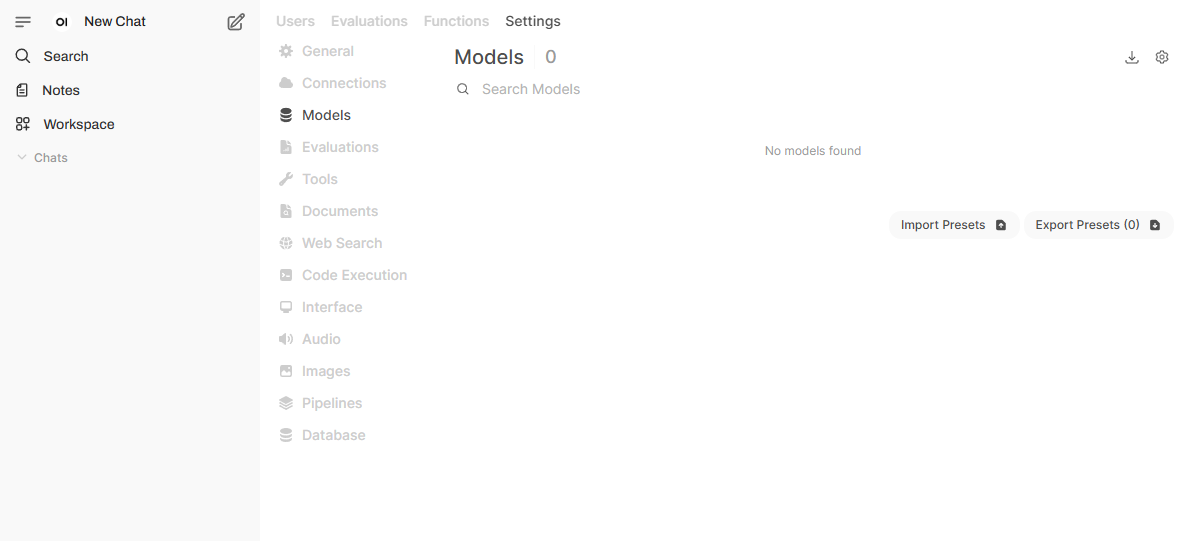 OI New Chat
Search
Notes
Workspace
Chats
Users Evaluations Functions Settings
General
Connections
Models
Evaluations
Tools
Documents
Web Search
Code Execution
Interface
Audio
Images
Pipelines
Database
Models 0
Search Models
No models found
Import Presets Export Presets (0)